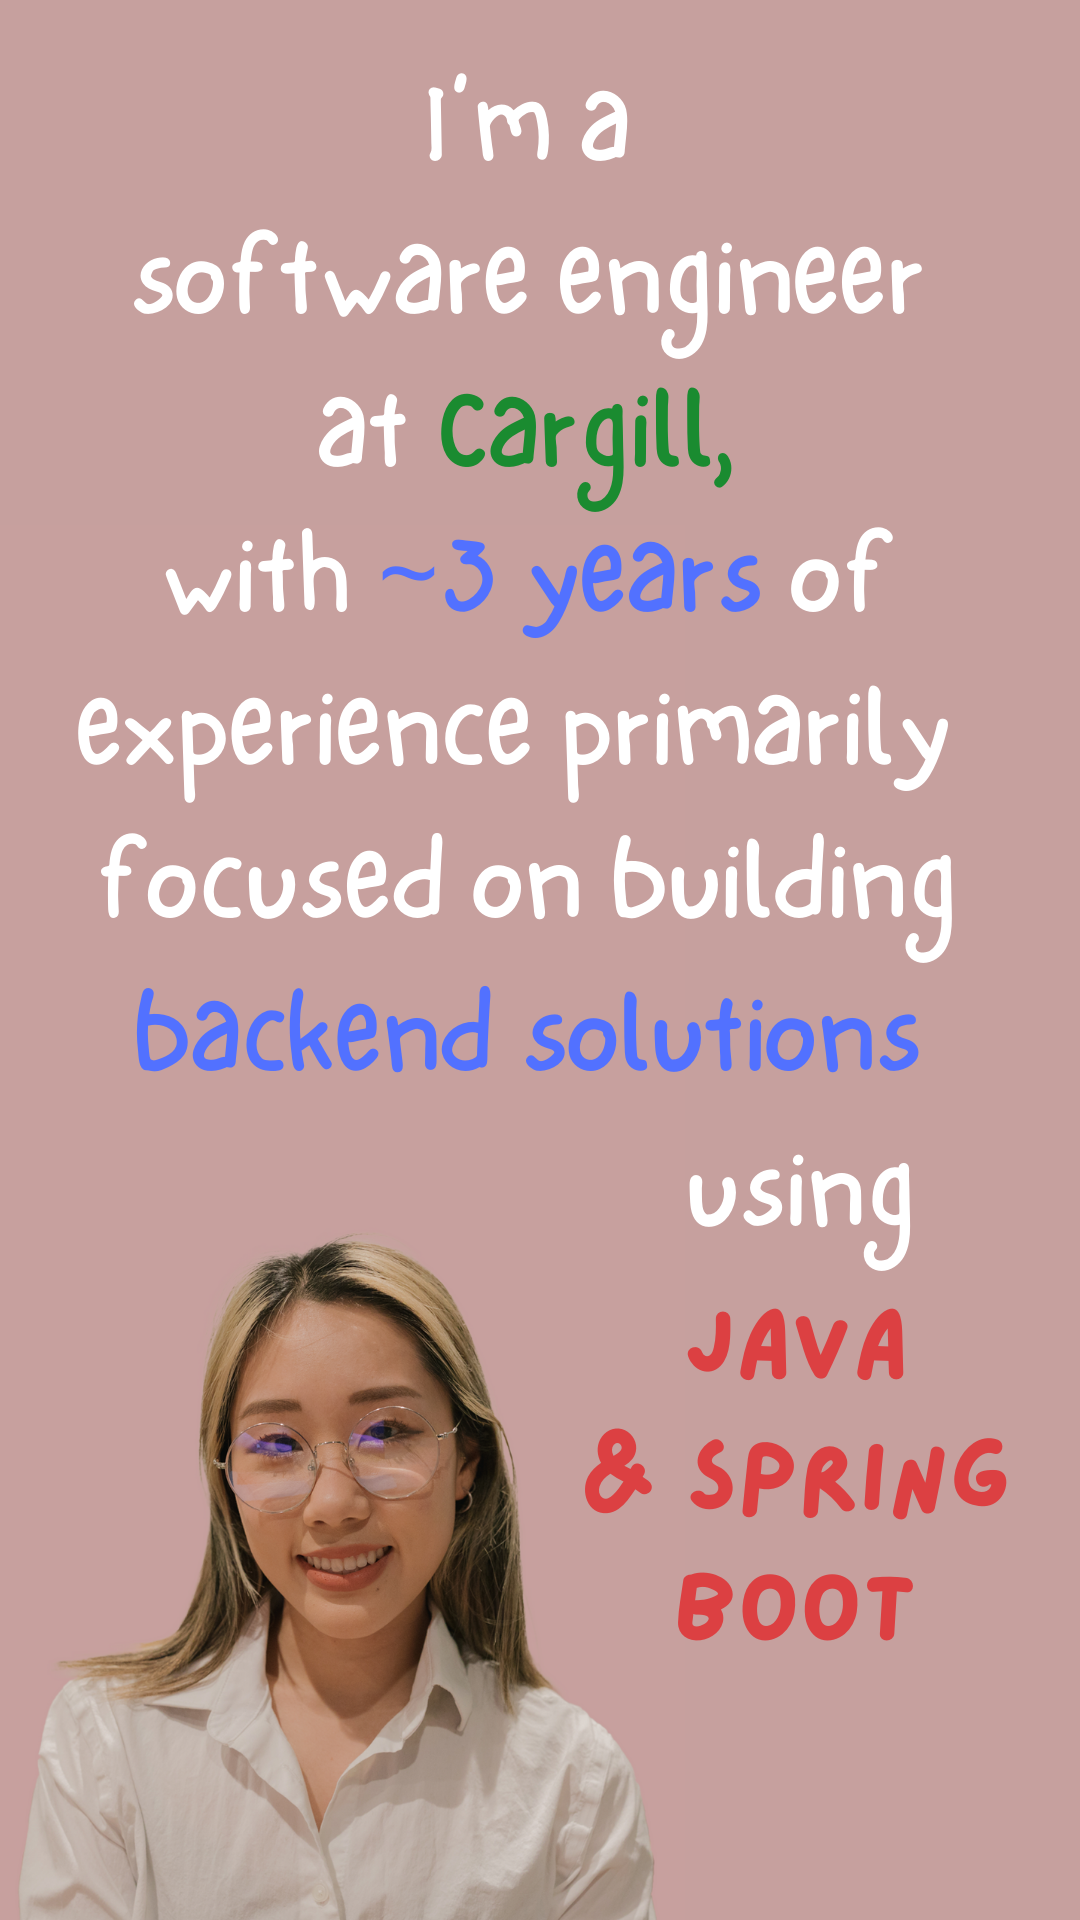 I'm a
software engineer
at Cargill,
with ~3 years of
experience primarily
focused on building
backend solutions
using
JAVA
& SPRING
BOOT